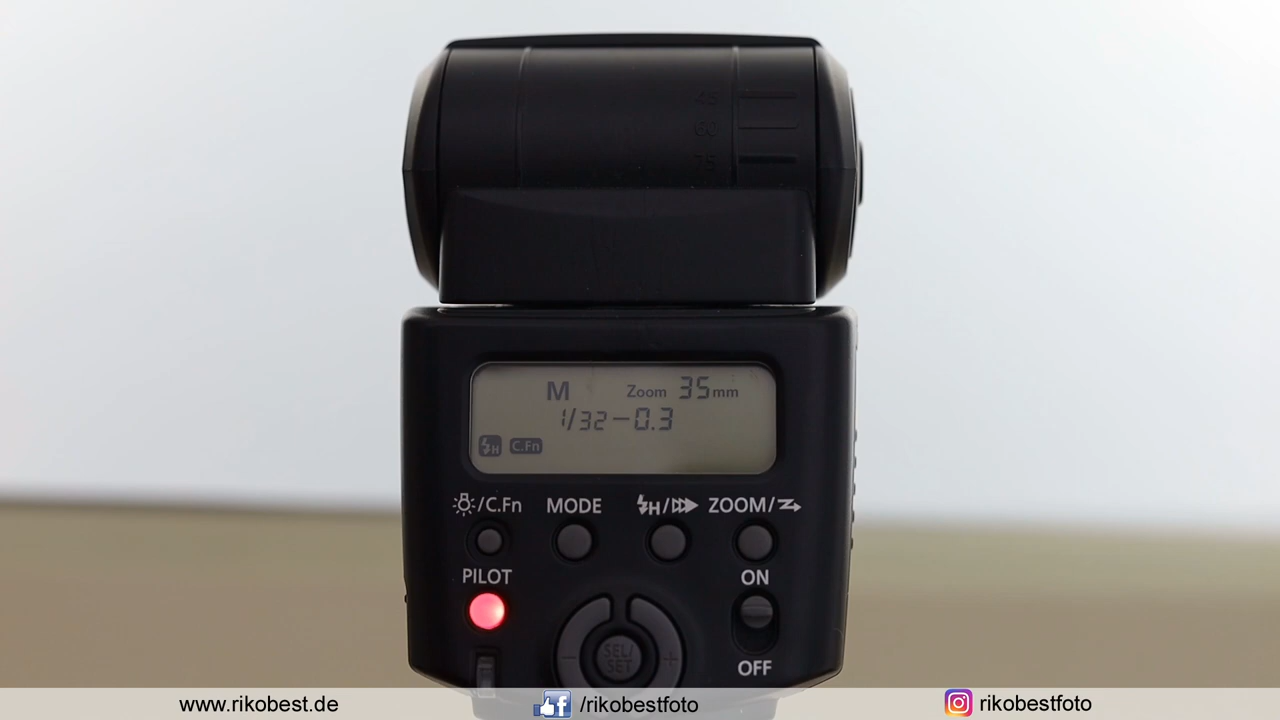 45
60
75
M Zoom 35mm
1/32-0.3
H C.Fn
/C.Fn MODE H/ ZOOM/
PILOT ON
SEL/
SET
- +
OFF
www.rikobest.de /rikobestfoto rikobestfoto